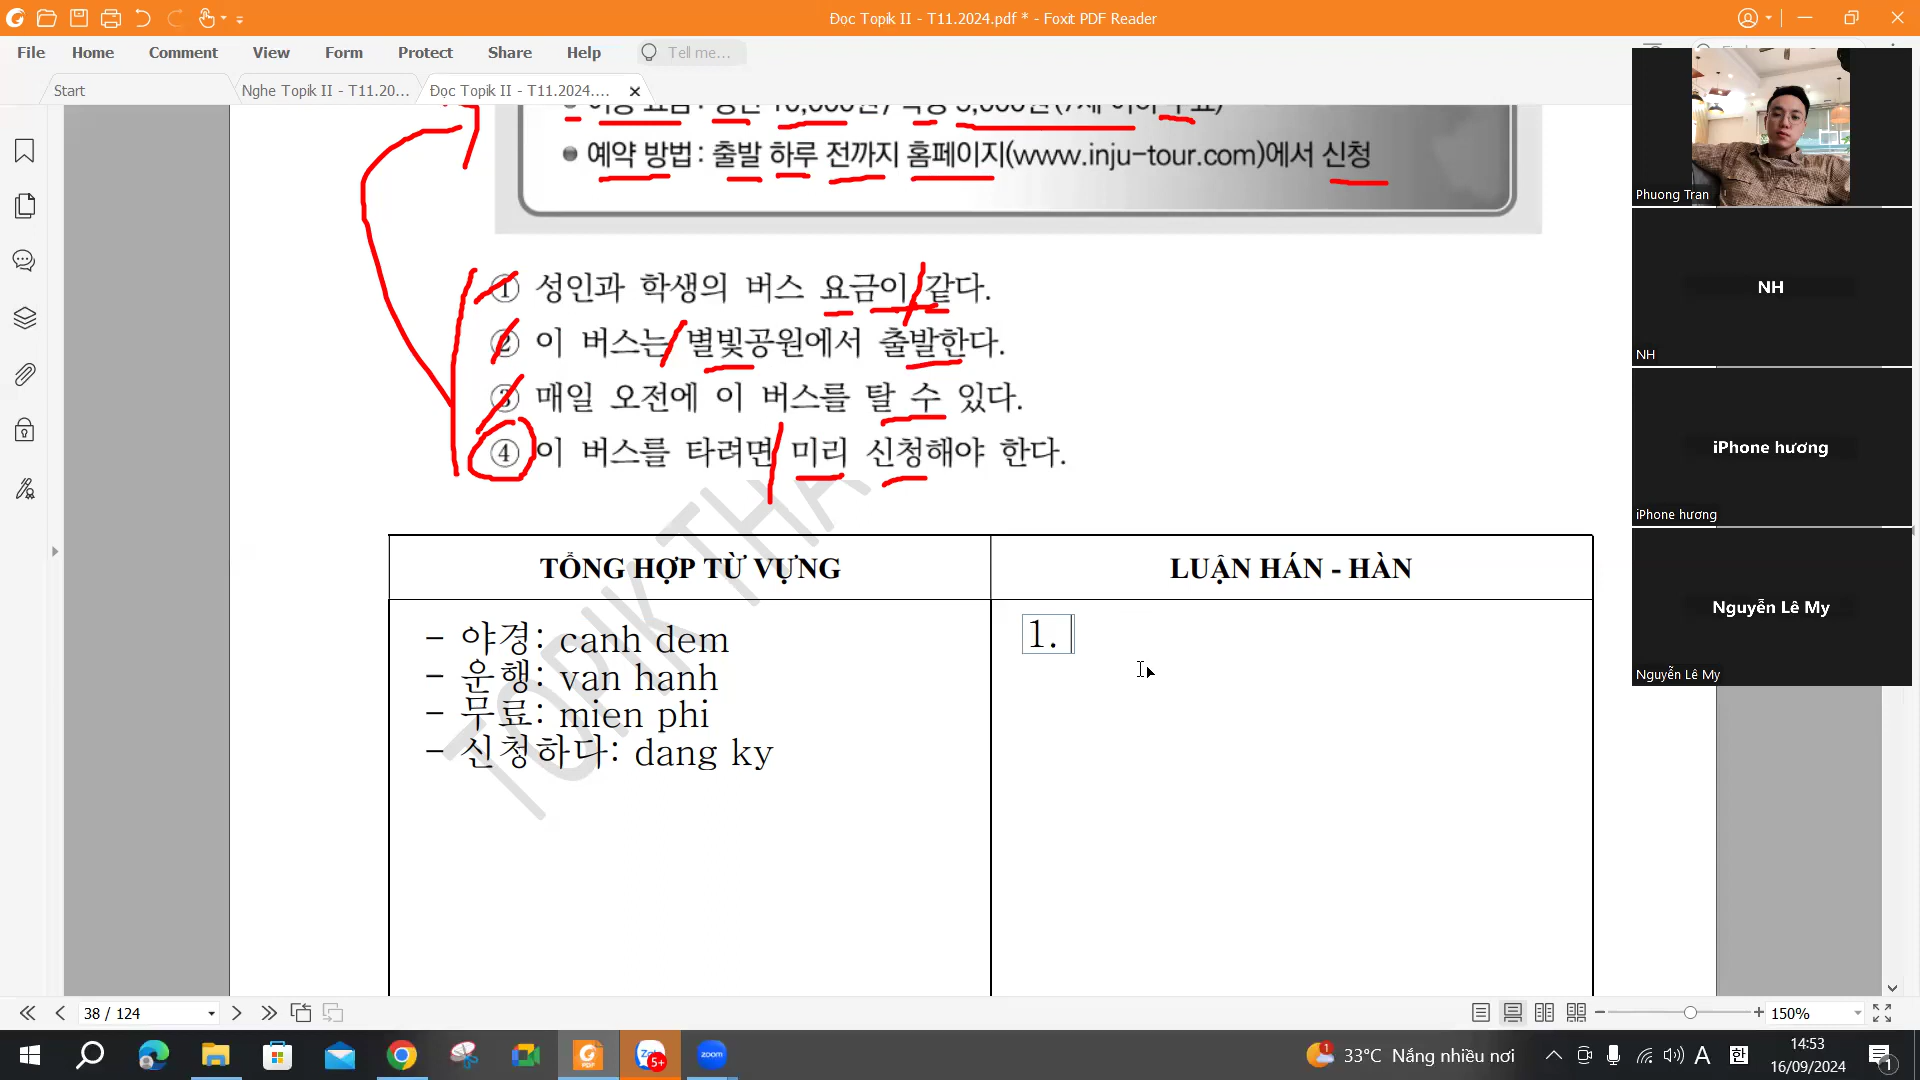 Đọc Topik II - T11.2024.pdf * - Foxit PDF Reader
File Home Comment View Form Protect Share Help Tell me...
Start
Nghe Topik II - T11.20...
Đọc Topik II - T11.2024....
예약 방법 : 출발 하루 전까지 홈페이지(www.inju-tour.com)에서 신청
① 성인과 학생의 버스 요금이 같다.
② 이 버스는 별빛공원에서 출발한다.
③ 매일 오전에 이 버스를 탈 수 있다.
④ 이 버스를 타려면 미리 신청해야 한다.
TỔNG HỢP TỪ VỰNG
LUẬN HÁN - HÀN
- 야경: canh dem
- 운행: van hanh
- 무료: mien phi
- 신청하다: dang ky
1.
TOPIK THA
Phuong Tran
NH
NH
iPhone hương
iPhone hương
Nguyễn Lê My
Nguyễn Lê My
38 / 124
150%
33°C Nắng nhiều nơi
14:53
16/09/2024
zoom
5+
A
한
1
1